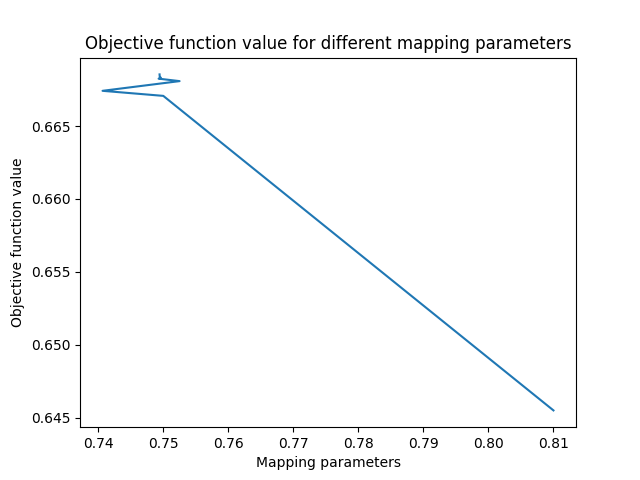 Objective function value for different mapping parameters
Objective function value
0.665
0.660
0.655
0.650
0.645
0.74 0.75 0.76 0.77 0.78 0.79 0.80 0.81
Mapping parameters